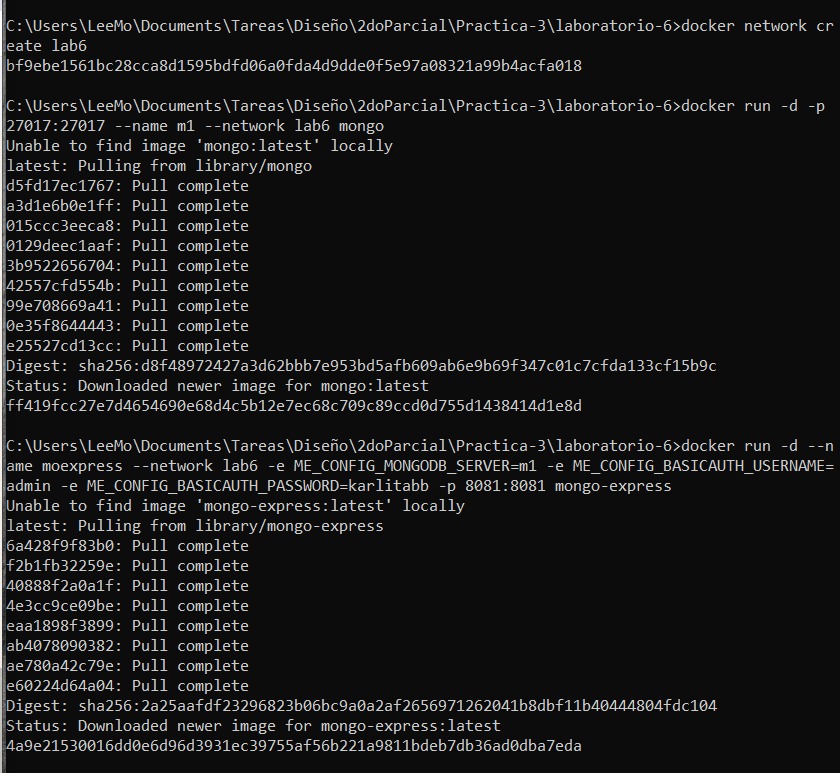 C:\Users\LeeMo\Documents\Tareas\Diseño\2doParcial\Practica-3\laboratorio-6>docker network cr
eate lab6
bf9ebe1561bc28cca8d1595bdfd06a0fda4d9dde0f5e97a08321a99b4acfa018
C:\Users\LeeMo\Documents\Tareas\Diseño\2doParcial\Practica-3\laboratorio-6>docker run -d -p
27017:27017 --name m1 --network lab6 mongo
Unable to find image 'mongo:latest' locally
latest: Pulling from library/mongo
d5fd17ec1767: Pull complete
a3d1e6b0e1ff: Pull complete
015ccc3eeca8: Pull complete
0129deec1aaf: Pull complete
3b9522656704: Pull complete
42557cfd554b: Pull complete
99e708669a41: Pull complete
0e35f8644443: Pull complete
e25527cd13cc: Pull complete
Digest: sha256:d8f48972427a3d62bbb7e953bd5afb609ab6e9b69f347c01c7cfda133cf15b9c
Status: Downloaded newer image for mongo:latest
ff419fcc27e7d4654690e68d4c5b12e7ec68c709c89ccd0d755d1438414d1e8d
C:\Users\LeeMo\Documents\Tareas\Diseño\2doParcial\Practica-3\laboratorio-6>docker run -d --n
ame moexpress --network lab6 -e ME_CONFIG_MONGODB_SERVER=m1 -e ME_CONFIG_BASICAUTH_USERNAME=
admin -e ME_CONFIG_BASICAUTH_PASSWORD=karlitabb -p 8081:8081 mongo-express
Unable to find image 'mongo-express:latest' locally
latest: Pulling from library/mongo-express
6a428f9f83b0: Pull complete
f2b1fb32259e: Pull complete
40888f2a0a1f: Pull complete
4e3cc9ce09be: Pull complete
eaa1898f3899: Pull complete
ab4078090382: Pull complete
ae780a42c79e: Pull complete
e60224d64a04: Pull complete
Digest: sha256:2a25aafdf23296823b06bc9a0a2af2656971262041b8dbf11b40444804fdc104
Status: Downloaded newer image for mongo-express:latest
4a9e21530016dd0e6d96d3931ec39755af56b221a9811bdeb7db36ad0dba7eda